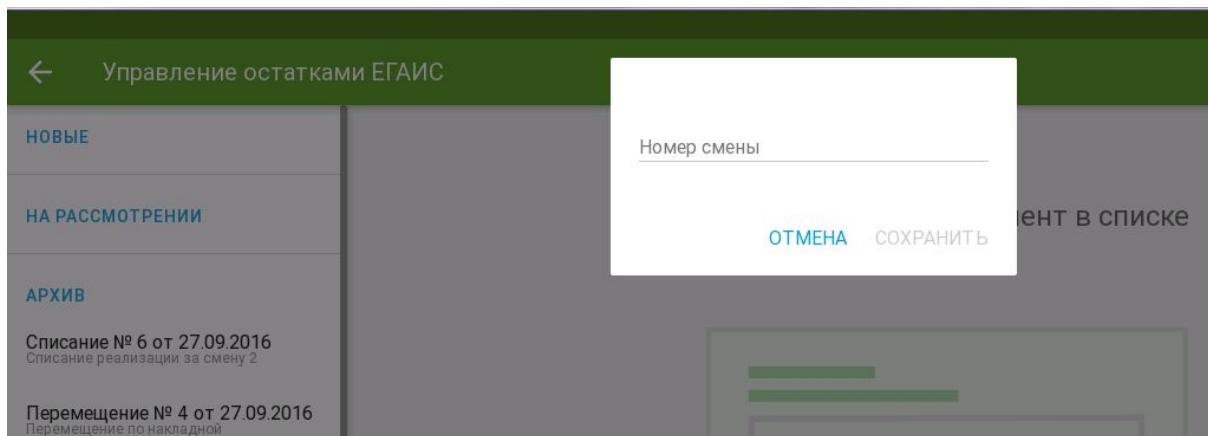 Управление остатками ЕГАИС
НОВЫЕ
НА РАССМОТРЕНИИ
АРХИВ
Списание № 6 от 27.09.2016
Списание реализации за смену 2
Перемещение № 4 от 27.09.2016
Перемещение по накладной
Номер смены
ОТМЕНА СОХРАНИТЬ
в списке